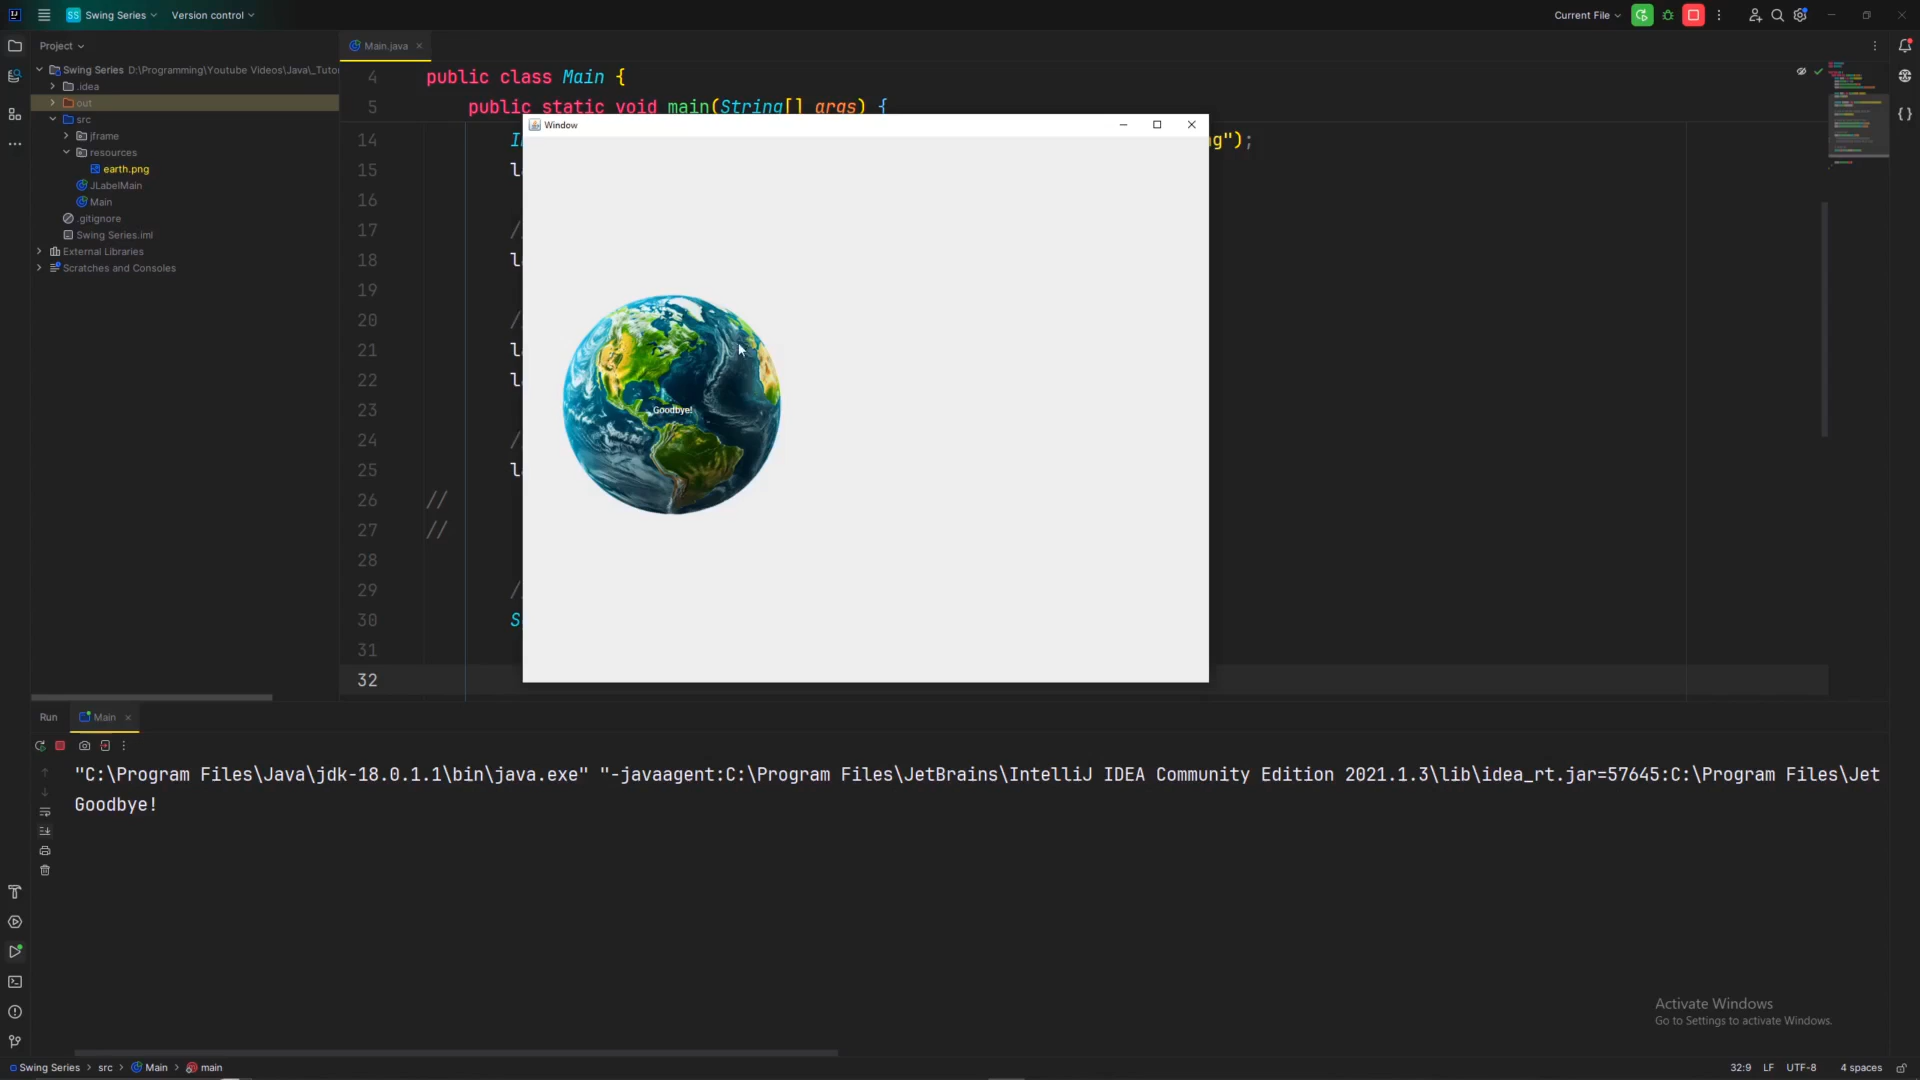 SS Swing Series Version control Current File
Project
Main.java
Swing Series D:\Programming\Youtube Videos\Java\_Tutor
.idea
out
src
jframe
resources
earth.png
JLabelMain
Main
.gitignore
Swing Series.iml
External Libraries
Scratches and Consoles
4 public class Main {
5 public static void main(String[] args) {
14 g");
15
16
17 /
18
19
20 /
21
22
23
24 /
25
26 //
27 //
28
29 /
30 S
31
32
Window
Goodbye!
Run Main
"C:\Program Files\Java\jdk-18.0.1.1\bin\java.exe" "-javaagent:C:\Program Files\JetBrains\IntelliJ IDEA Community Edition 2021.1.3\lib\idea_rt.jar=57645:C:\Program Files\Jet
Goodbye!
Activate Windows
Go to Settings to activate Windows.
Swing Series > src > Main > main 32:9 LF UTF-8 4 spaces